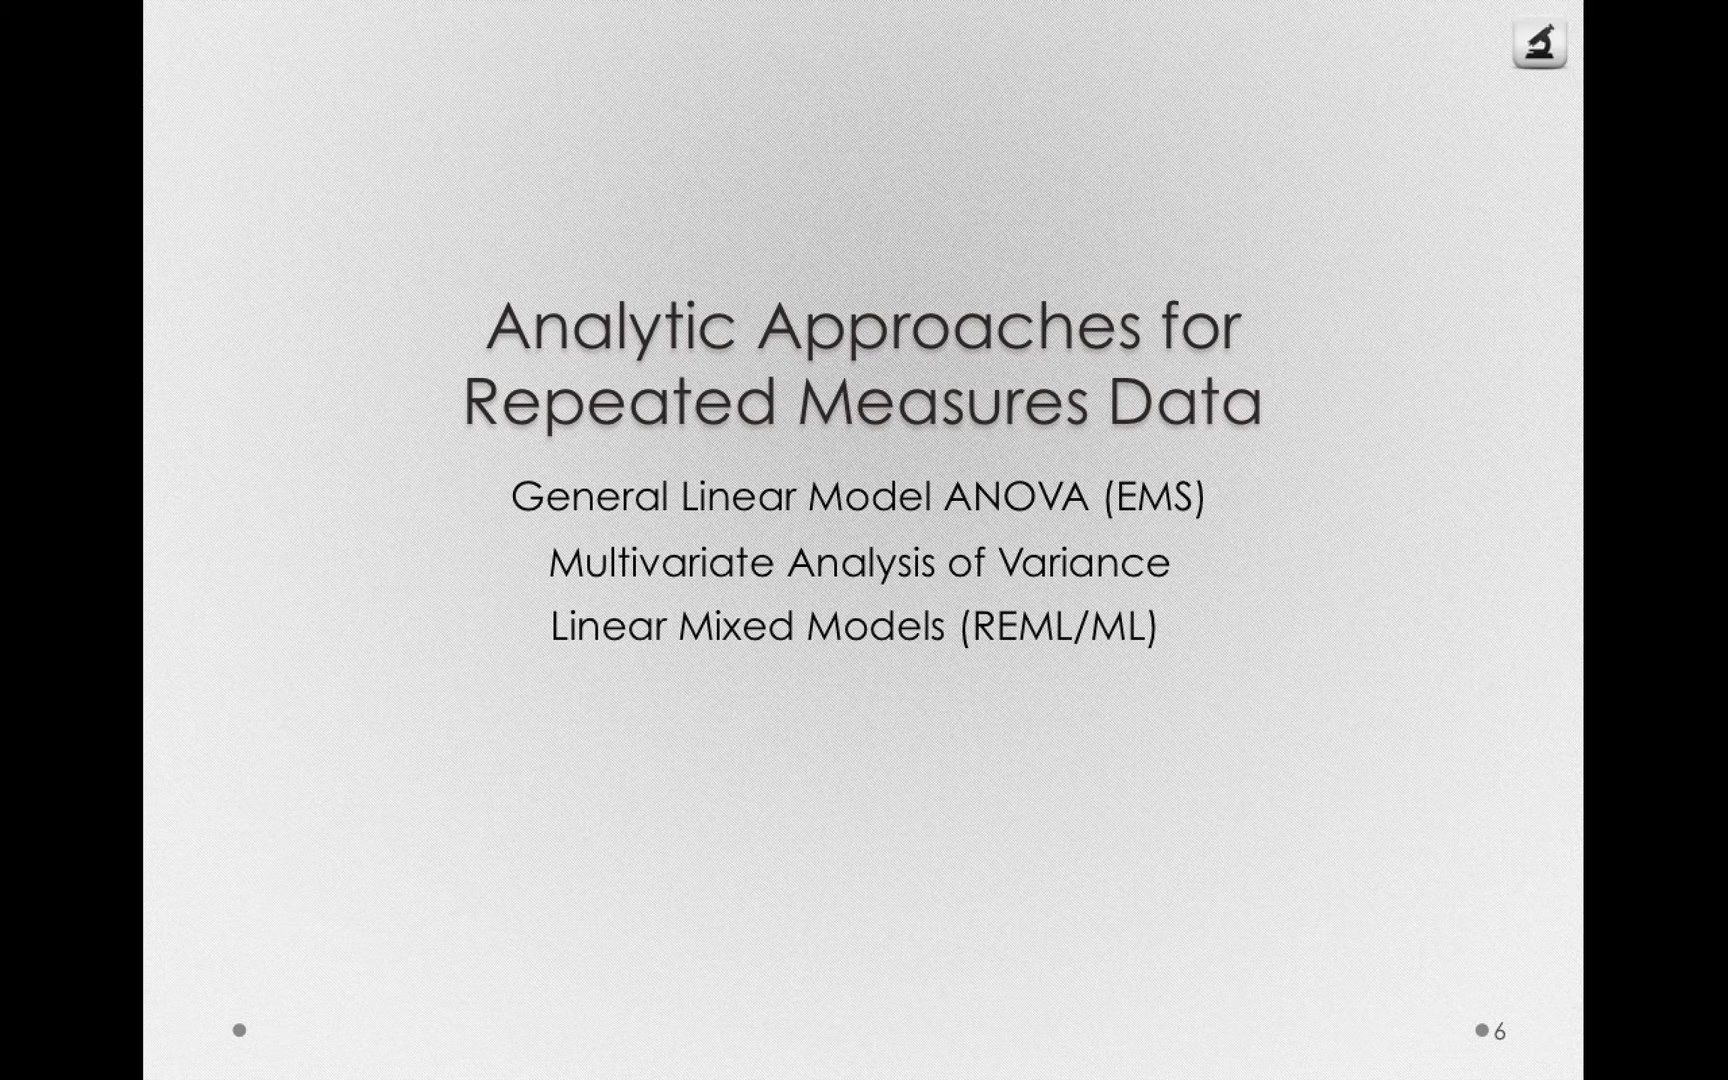 Analytic Approaches for
Repeated Measures Data
General Linear Model ANOVA (EMS)
Multivariate Analysis of Variance
Linear Mixed Models (REML/ML)
6